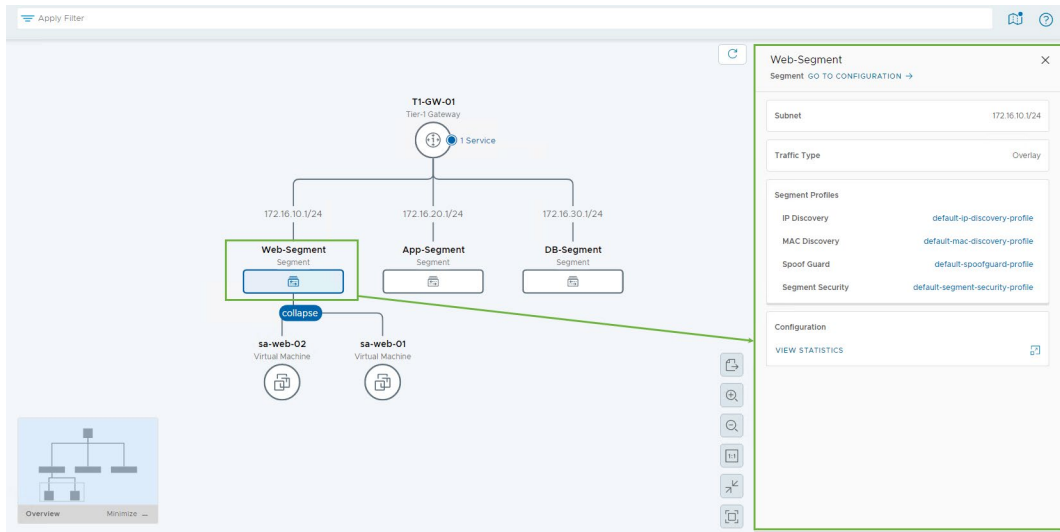 Apply Filter
T1-GW-01
Tier-1 Gateway
1 Service
172.16.10.1/24
172.16.20.1/24
172.16.30.1/24
Web-Segment
Segment
App-Segment
Segment
DB-Segment
Segment
collapse
sa-web-02
Virtual Machine
sa-web-01
Virtual Machine
1:1
Overview
Minimize
Web-Segment
Segment GO TO CONFIGURATION →
Subnet 172.16.10.1/24
Traffic Type Overlay
Segment Profiles
IP Discovery default-ip-discovery-profile
MAC Discovery default-mac-discovery-profile
Spoof Guard default-spoofguard-profile
Segment Security default-segment-security-profile
Configuration
VIEW STATISTICS